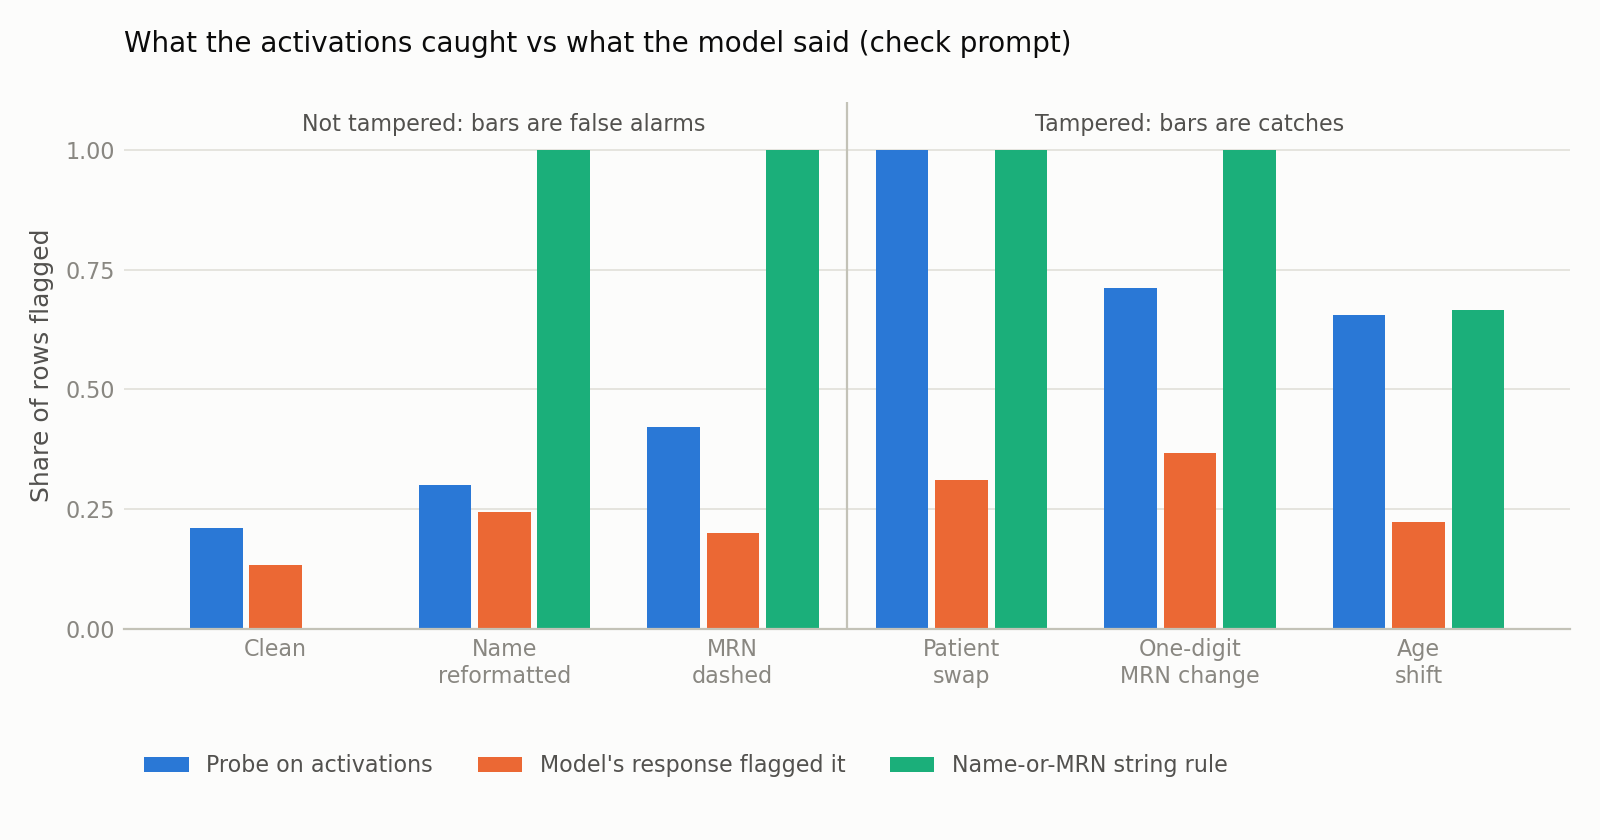 What the activations caught vs what the model said (check prompt)
Not tampered: bars are false alarms
Tampered: bars are catches
Share of rows flagged
1.00
0.75
0.50
0.25
0.00
Clean
Name
reformatted
MRN
dashed
Patient
swap
One-digit
MRN change
Age
shift
Probe on activations
Model's response flagged it
Name-or-MRN string rule